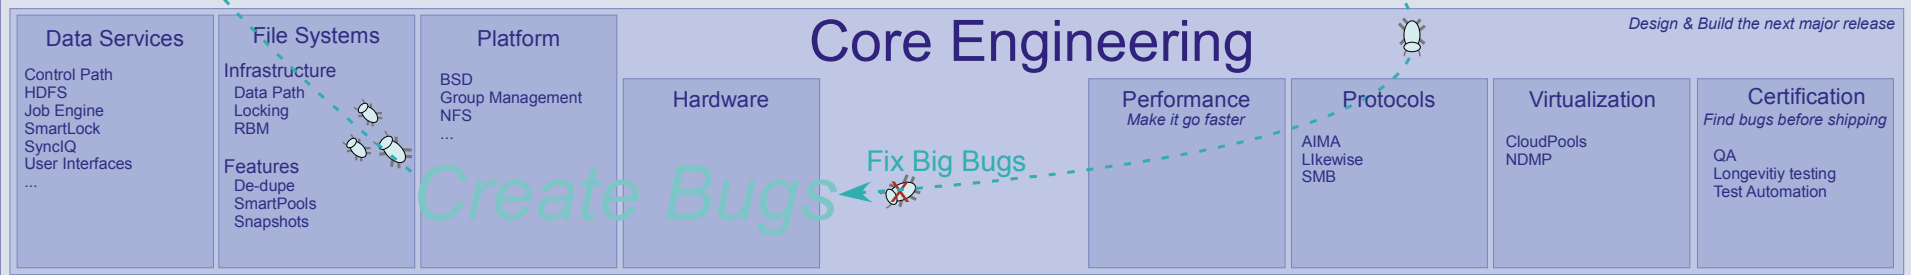 Core Engineering
Design & Build the next major release
Data Services
Control Path
HDFS
Job Engine
SmartLock
SyncIQ
User Interfaces
...
File Systems
Infrastructure
Data Path
Locking
RBM
Features
De-dupe
SmartPools
Snapshots
Platform
BSD
Group Management
NFS
...
Hardware
Create Bugs
Fix Big Bugs
Performance
Make it go faster
Protocols
AIMA
LIkewise
SMB
Virtualization
CloudPools
NDMP
Certification
Find bugs before shipping
QA
Longevitiy testing
Test Automation